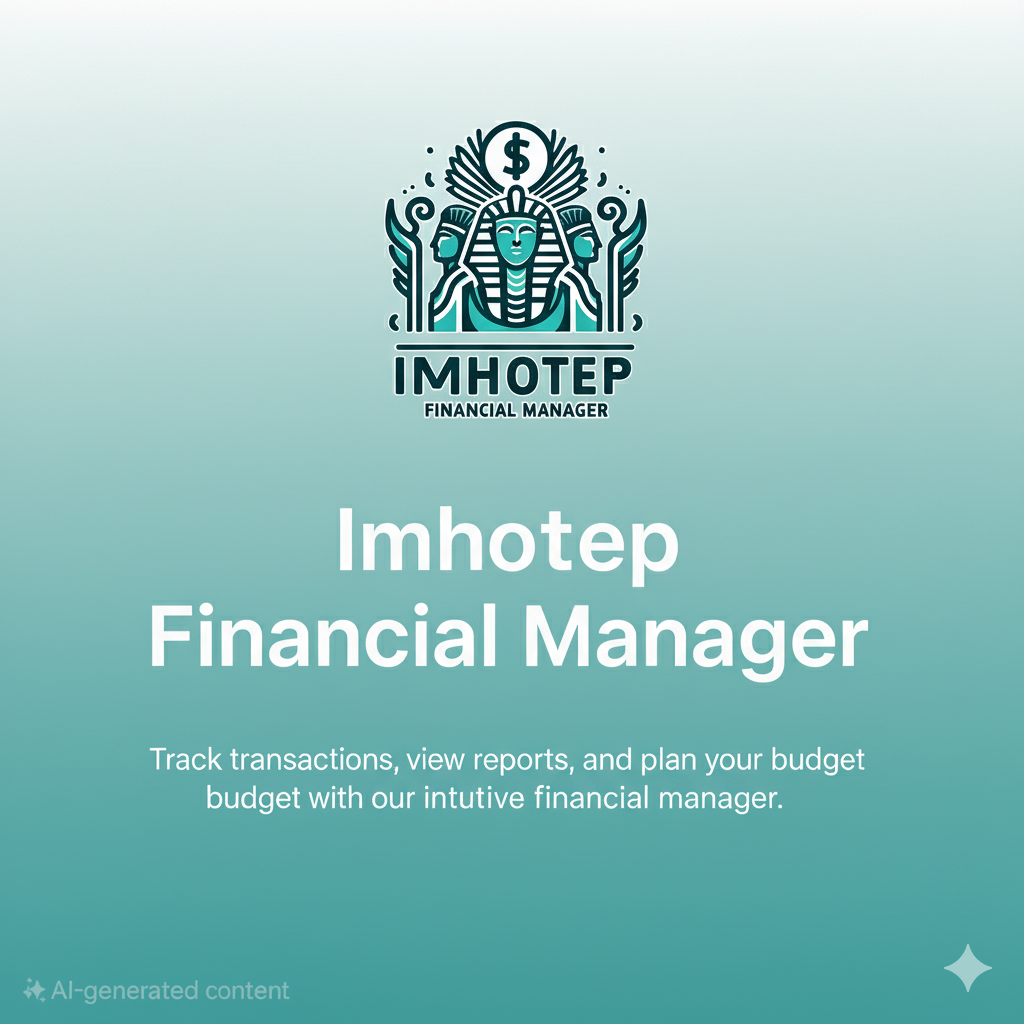 $
IMHOTEP
FINANCIAL MANAGER
Imhotep
Financial Manager
Track transactions, view reports, and plan your budget
budget with our intutive financial manager.
AI-generated content